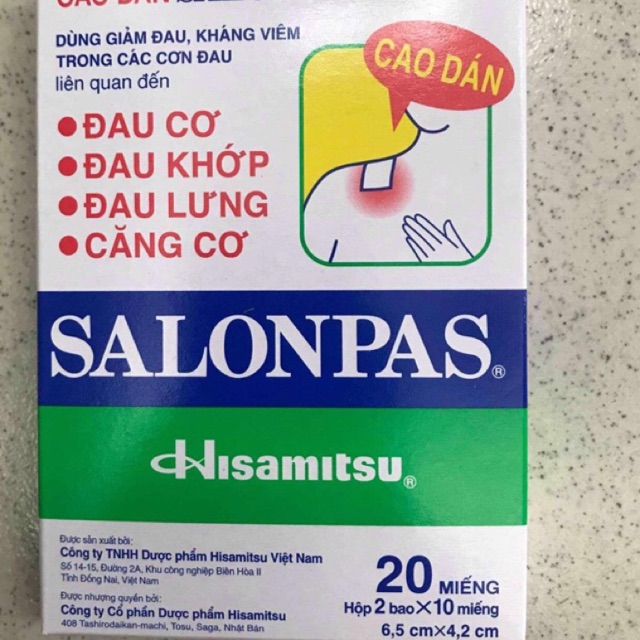 CAO DÁN
DÙNG GIẢM ĐAU, KHÁNG VIÊM
TRONG CÁC CƠN ĐAU
liên quan đến
CAO DÁN
• ĐAU CƠ
• ĐAU KHỚP
• ĐAU LƯNG
• CĂNG CƠ
SALONPAS®
Hisamitsu®
Được sản xuất bởi:
Công ty TNHH Dược phẩm Hisamitsu Việt Nam
Số 14-15, Đường 2A, Khu công nghiệp Biên Hòa II
Tỉnh Đồng Nai, Việt Nam
Được nhượng quyền bởi:
Công ty Cổ phần Dược phẩm Hisamitsu
408 Tashirodaikan-machi, Tosu, Saga, Nhật Bản
20 MIẾNG
Hộp 2 bao×10 miếng
6,5 cm×4,2 cm